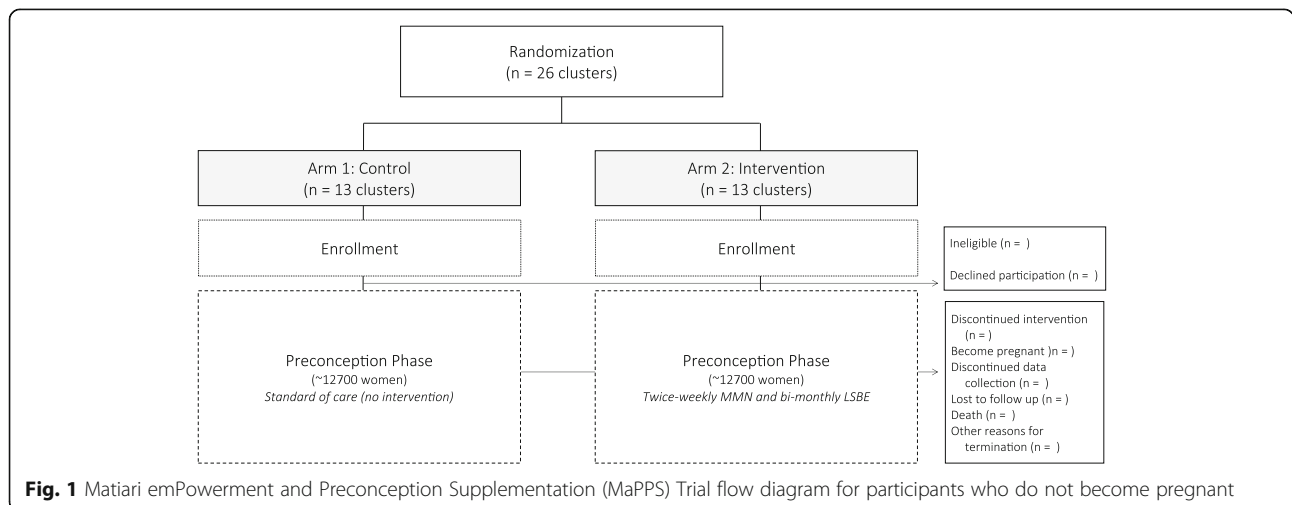 Randomization
(n = 26 clusters)
Arm 1: Control
(n = 13 clusters)
Arm 2: Intervention
(n = 13 clusters)
Enrollment
Enrollment
Ineligible (n =  )
Declined participation (n =  )
Preconception Phase
(~12700 women)
Standard of care (no intervention)
Preconception Phase
(~12700 women)
Twice-weekly MMN and bi-monthly LSBE
Discontinued intervention
(n = )
Become pregnant )n = )
Discontinued data
collection (n =  )
Lost to follow up (n = )
Death (n =  )
Other reasons for
termination (n =  )
Fig. 1 Matiari emPowerment and Preconception Supplementation (MaPPS) Trial flow diagram for participants who do not become pregnant